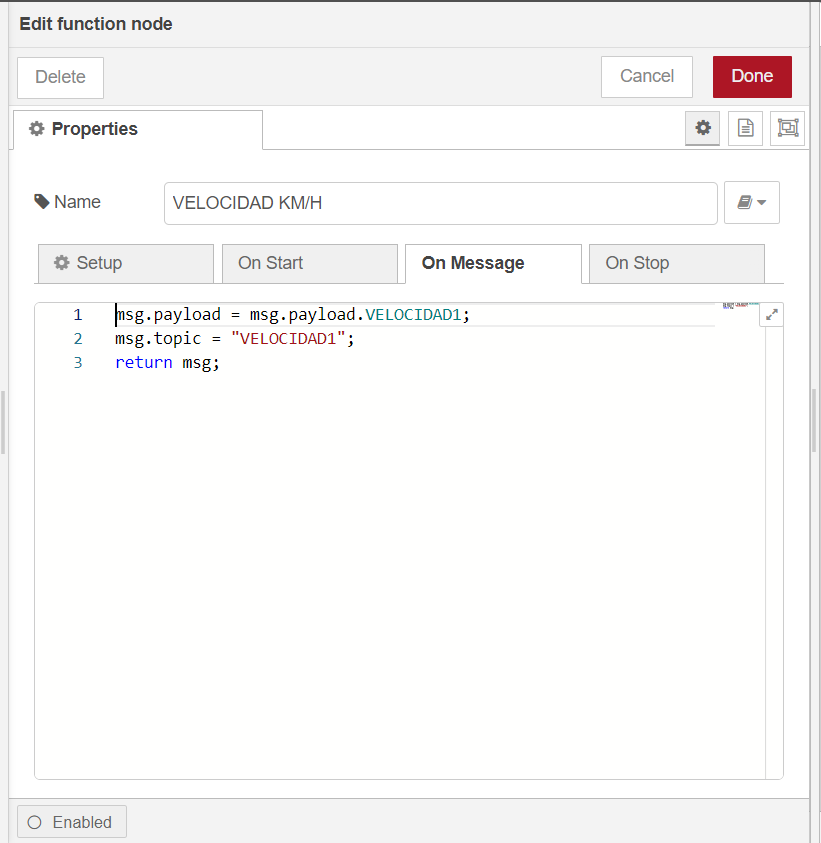 Edit function node
Delete
Cancel
Done
Properties
Name
VELOCIDAD KM/H
Setup
On Start
On Message
On Stop
1 msg.payload = msg.payload.VELOCIDAD1;
2 msg.topic = "VELOCIDAD1";
3 return msg;
Enabled